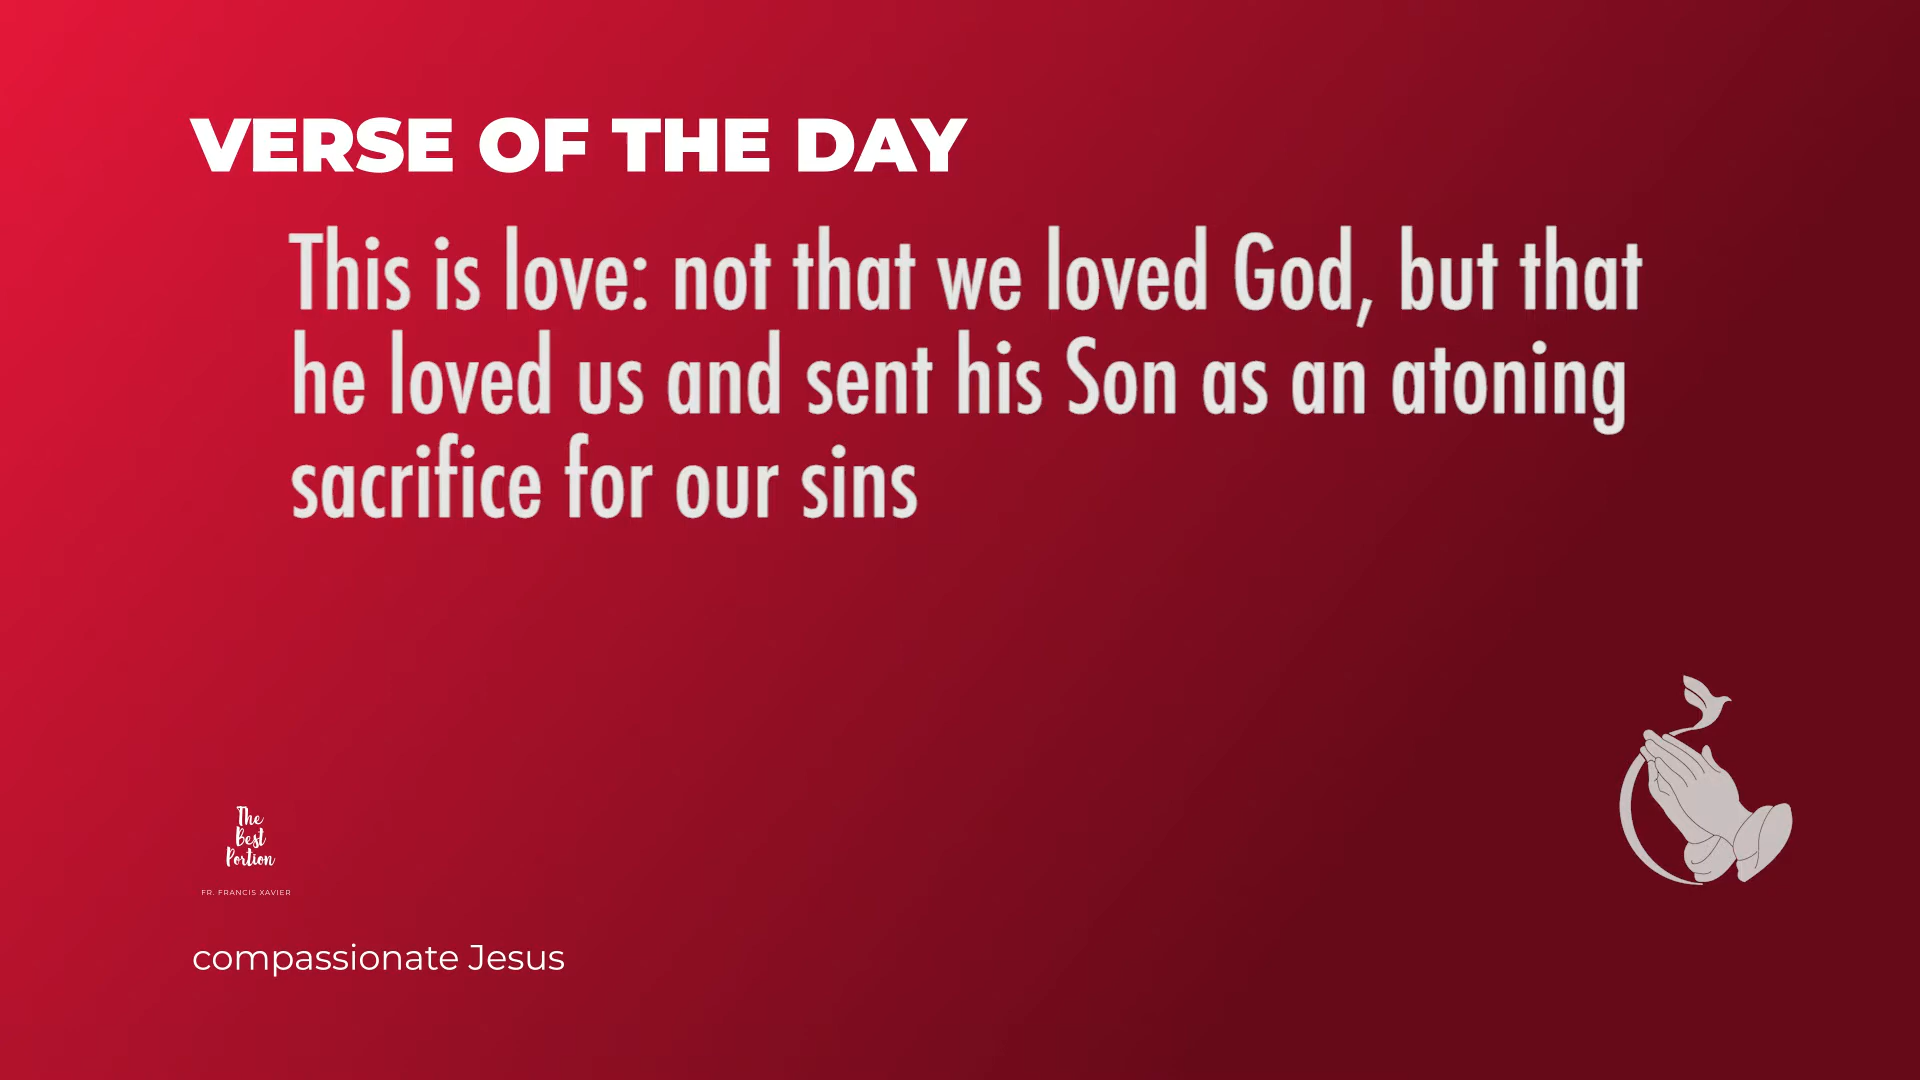 VERSE OF THE DAY
This is love: not that we loved God, but that
he loved us and sent his Son as an atoning
sacrifice for our sins
The
Best
Portion
FR. FRANCIS XAVIER
compassionate Jesus